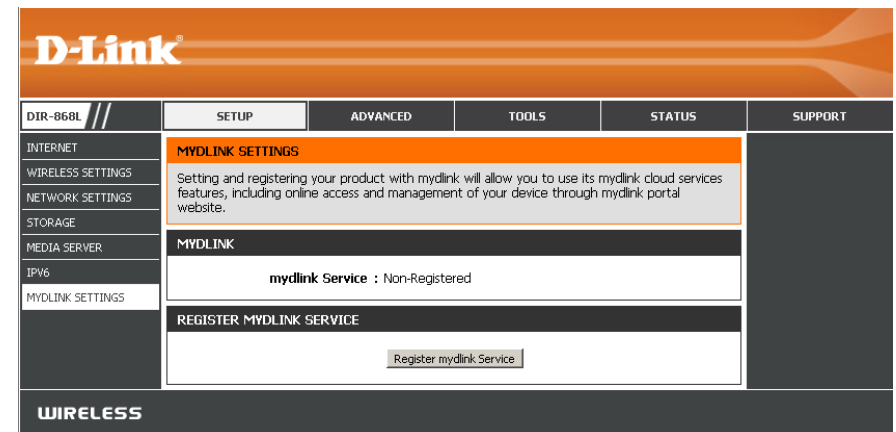 D-Link®
DIR-868L
SETUP
ADVANCED
TOOLS
STATUS
SUPPORT
INTERNET
WIRELESS SETTINGS
NETWORK SETTINGS
STORAGE
MEDIA SERVER
IPV6
MYDLINK SETTINGS
MYDLINK SETTINGS
Setting and registering your product with mydlink will allow you to use its mydlink cloud services
features, including online access and management of your device through mydlink portal
website.
MYDLINK
mydlink Service : Non-Registered
REGISTER MYDLINK SERVICE
Register mydlink Service
WIRELESS